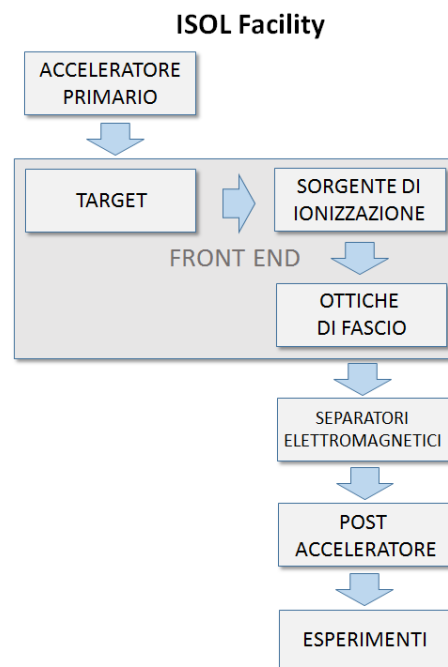 ISOL Facility
ACCELERATORE
PRIMARIO
TARGET
SORGENTE DI
IONIZZAZIONE
FRONT END
OTTICHE
DI FASCIO
SEPARATORI
ELETTROMAGNETICI
POST
ACCELERATORE
ESPERIMENTI